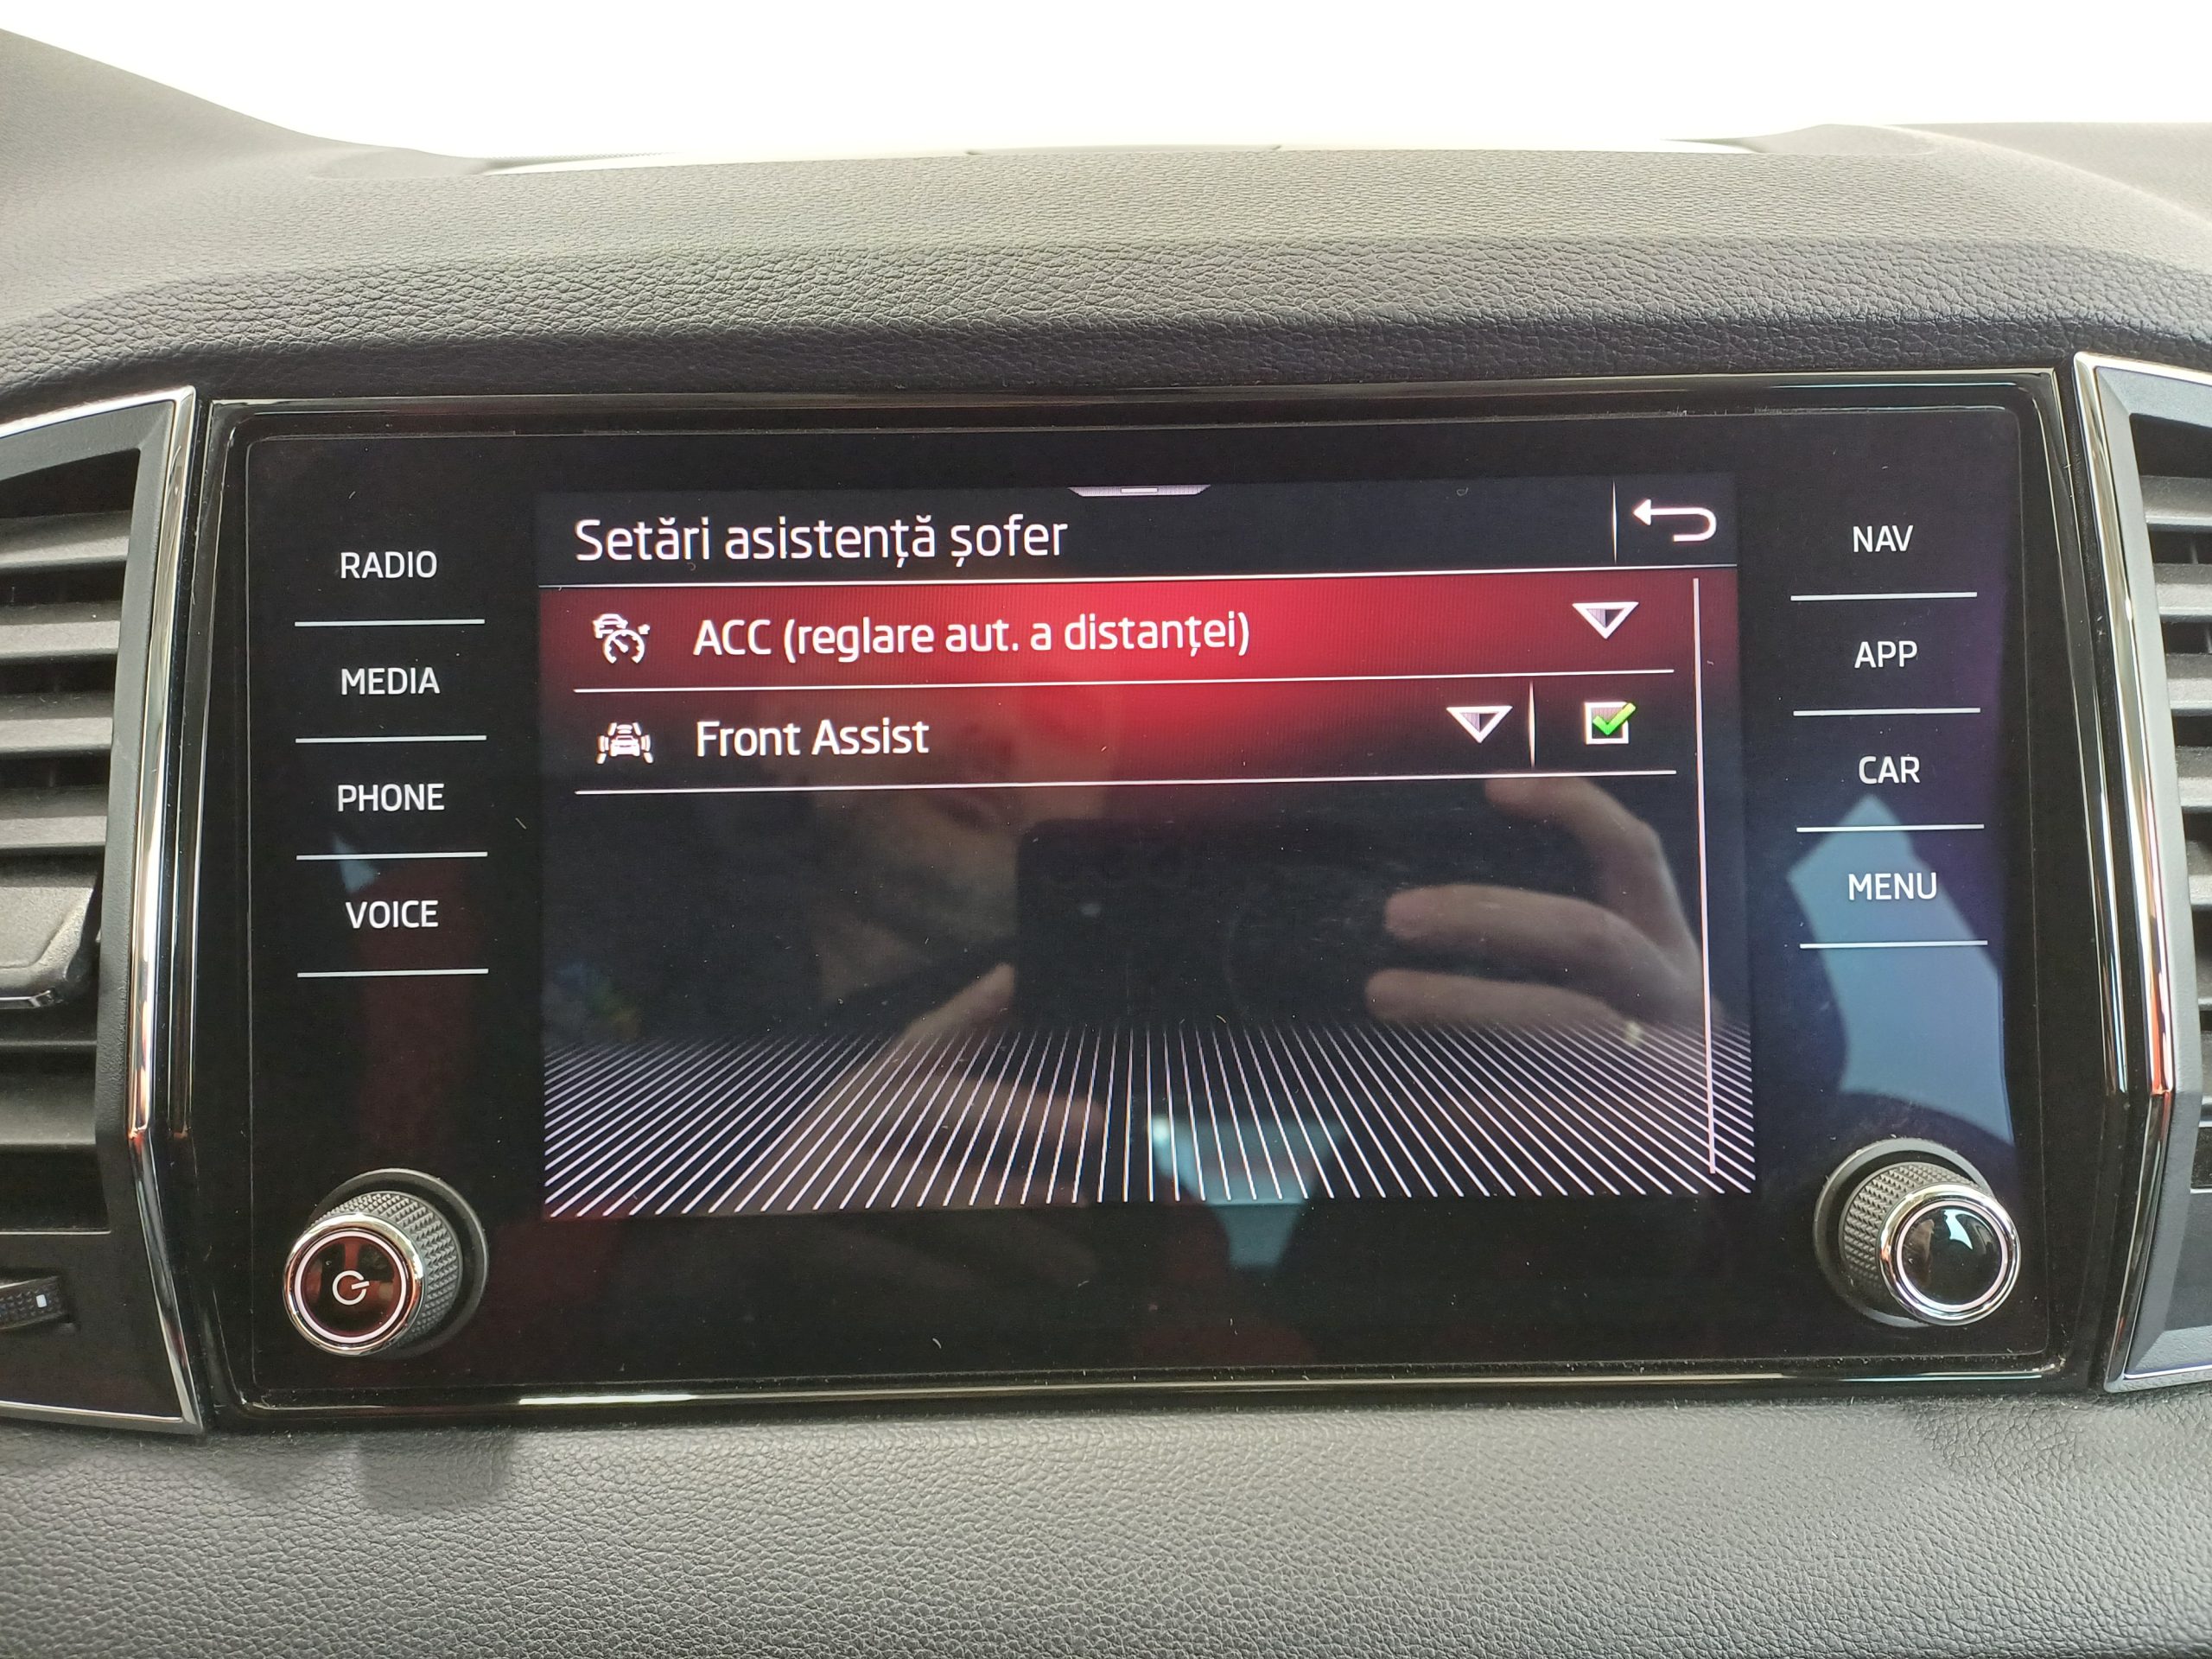 Setări asistență șofer
ACC (reglare aut. a distanței)
Front Assist
RADIO
MEDIA
PHONE
VOICE
NAV
APP
CAR
MENU